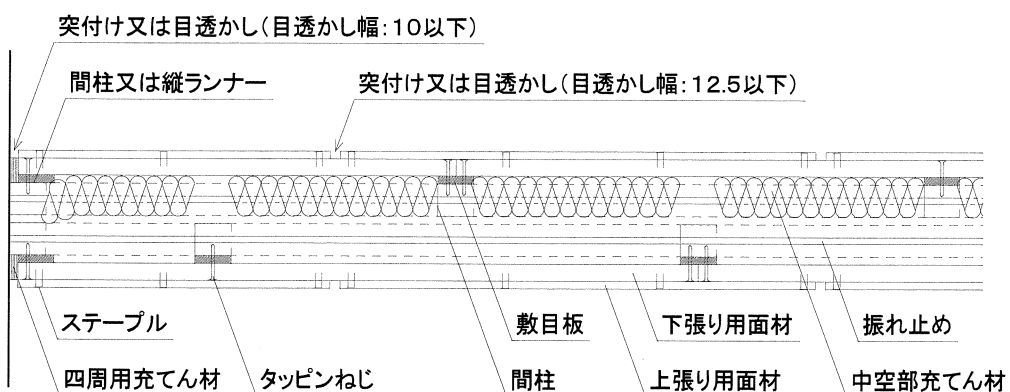 突付け又は目透かし(目透かし幅:10以下)
間柱又は縦ランナー
突付け又は目透かし(目透かし幅:12.5以下)
ステープル
敷目板
下張り用面材
振れ止め
四周用充てん材
タッピンねじ
間柱
上張り用面材
中空部充てん材